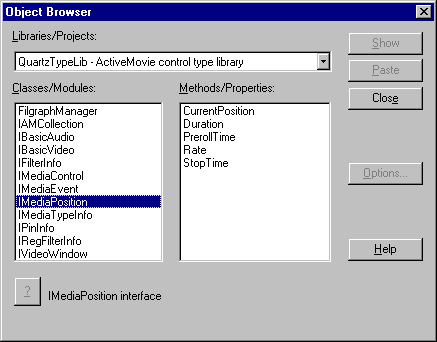 Object Browser
Libraries/Projects:
Show
QuartzTypeLib - ActiveMovie control type library
Paste
Classes/Modules:
Methods/Properties:
Close
FilgraphManager
IAMCollection
IBasicAudio
IBasicVideo
IFilterInfo
IMediaControl
IMediaEvent
IMediaPosition
IMediaTypeInfo
IPinInfo
IRegFilterInfo
IVideoWindow
CurrentPosition
Duration
PrerollTime
Rate
StopTime
Options...
Help
?
IMediaPosition interface